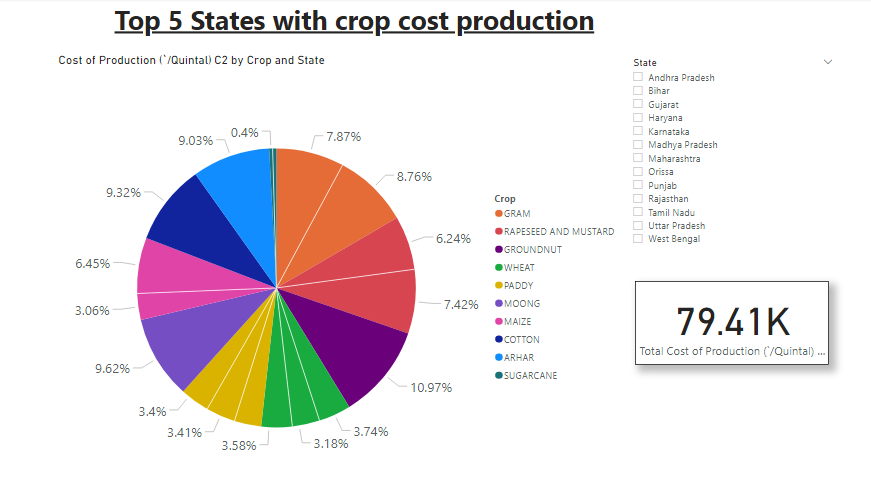 Top 5 States with crop cost production
Cost of Production (`/Quintal) C2 by Crop and State
0.4%
7.87%
8.76%
6.24%
7.42%
10.97%
3.74%
3.18%
3.58%
3.41%
3.4%
9.62%
3.06%
6.45%
9.32%
9.03%
Crop
GRAM
RAPESEED AND MUSTARD
GROUNDNUT
WHEAT
PADDY
MOONG
MAIZE
COTTON
ARHAR
SUGARCANE
State
Andhra Pradesh
Bihar
Gujarat
Haryana
Karnataka
Madhya Pradesh
Maharashtra
Orissa
Punjab
Rajasthan
Tamil Nadu
Uttar Pradesh
West Bengal
79.41K
Total Cost of Production (`/Quintal) ...